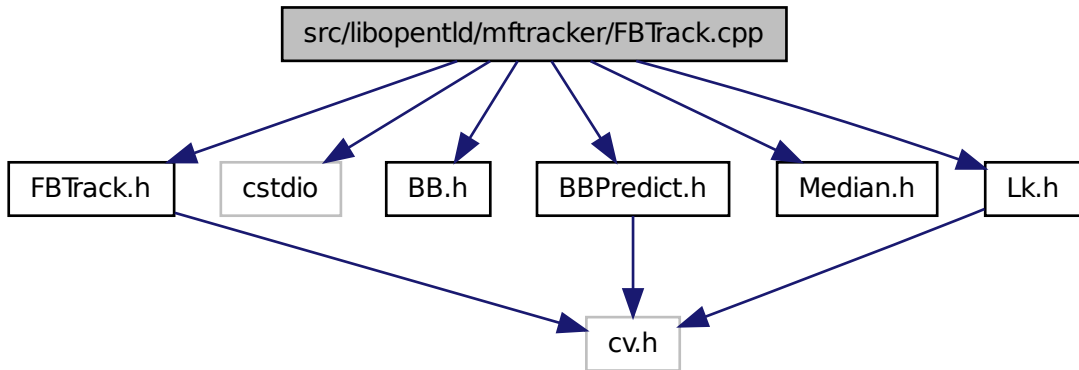 src/libopentld/mftracker/FBTrack.cpp
FBTrack.h
cstdio
BB.h
BBPredict.h
Median.h
Lk.h
cv.h